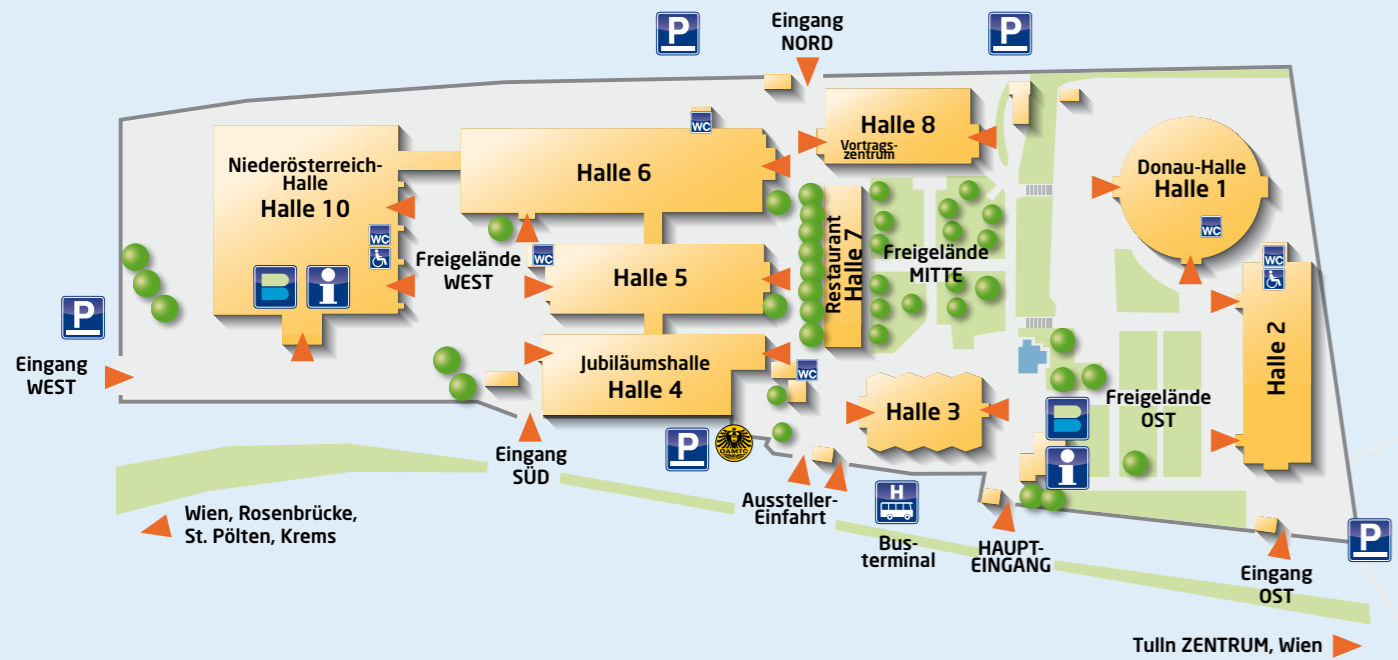 P
Eingang
NORD
P
Niederösterreich-
Halle
Halle 10
WC
Halle 6
WC
Halle 8
Vortrags-
zentrum
Donau-Halle
Halle 1
WC
Freigelände
WEST
WC
Halle 5
Restaurant
Halle 7
Freigelände
MITTE
WC
Halle 2
i
P
Eingang
WEST
Jubiläumshalle
Halle 4
WC
Halle 3
Freigelände
OST
i
Eingang
SÜD
P
ÖAMTC
Aussteller-
Einfahrt
H
Bus-
terminal
HAUPT-
EINGANG
P
Eingang
OST
Wien, Rosenbrücke,
St. Pölten, Krems
Tulln ZENTRUM, Wien